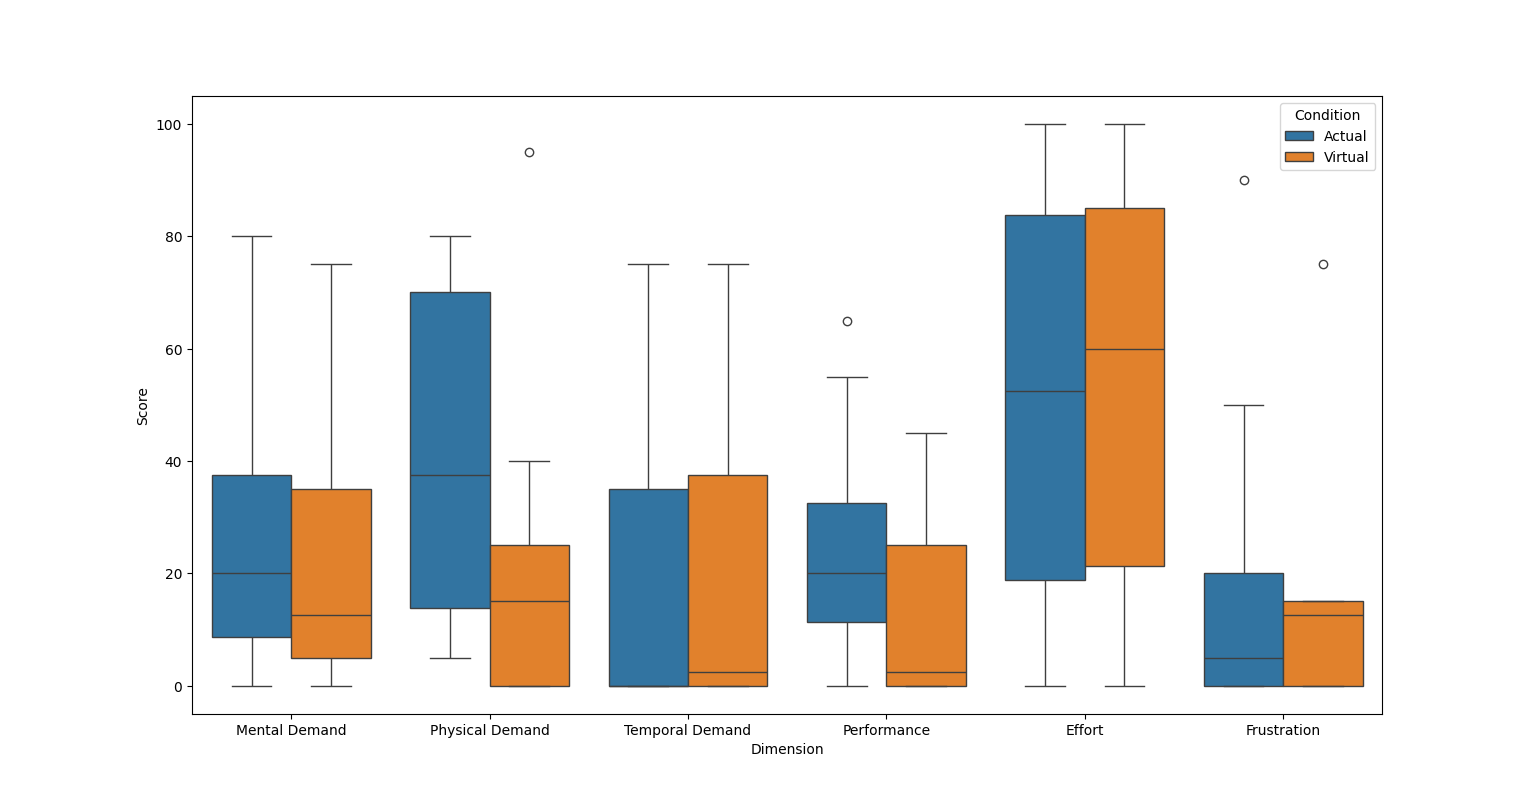 Condition
Actual
Virtual
100
80
60
40
20
0
Score
Mental Demand
Physical Demand
Temporal Demand
Performance
Effort
Frustration
Dimension